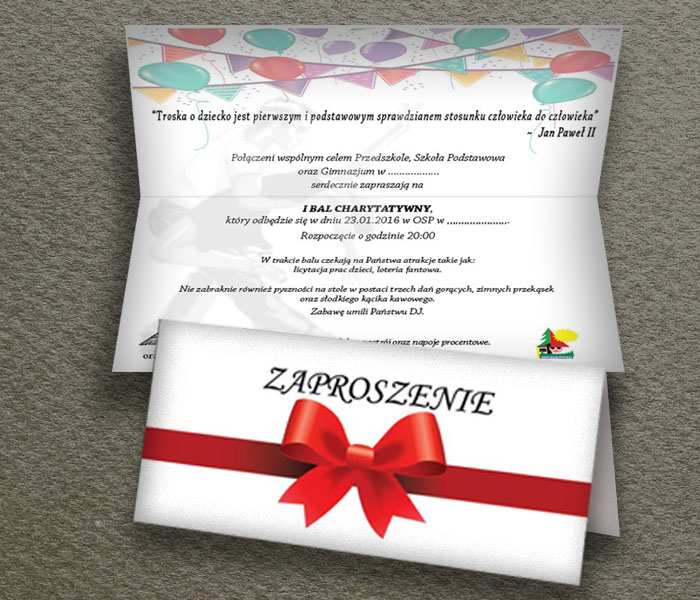 “Troska o dziecko jest pierwszym i podstawowym sprawdzianem stosunku człowieka do człowieka”
~ Jan Paweł II
Połączeni wspólnym celem Przedszkole, Szkoła Podstawowa
oraz Gimnazjum w ..................
serdecznie zapraszają na
I BAL CHARYTATYWNY,
który odbędzie się w dniu 23.01.2016 w OSP w ......................
Rozpoczęcie o godzinie 20:00
W trakcie balu czekają na Państwa atrakcje takie jak:
licytacja prac dzieci, loteria fantowa.
Nie zabraknie również pyszności na stole w postaci trzech dań gorących, zimnych przekąsek
oraz słodkiego kącika kawowego.
Zabawę umili Państwu DJ.
oraz napoje procentowe.
ZAPROSZENIE